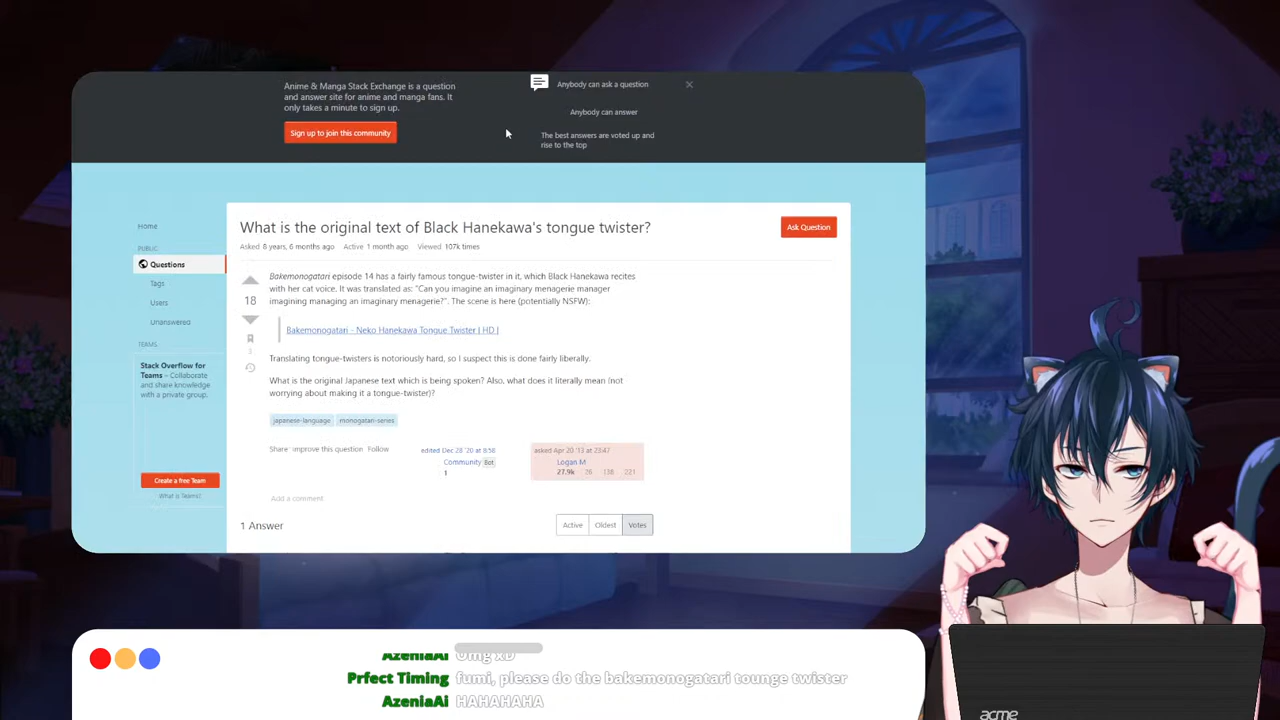 Anime & Manga Stack Exchange is a question
and answer site for anime and manga fans. It
only takes a minute to sign up.
Sign up to join this community
Anybody can ask a question
Anybody can answer
The best answers are voted up and
rise to the top
Home
PUBLIC
Questions
Tags
Users
Unanswered
TEAMS
Stack Overflow for
Teams – Collaborate
and share knowledge
with a private group.
Create a free Team
What is Teams?
What is the original text of Black Hanekawa's tongue twister?
Ask Question
Asked 8 years, 6 months ago Active 1 month ago Viewed 107k times
18
3
Bakemonogatari episode 14 has a fairly famous tongue-twister in it, which Black Hanekawa recites
with her cat voice. It was translated as: "Can you imagine an imaginary menagerie manager
imagining managing an imaginary menagerie?". The scene is here (potentially NSFW):
Bakemonogatari - Neko Hanekawa Tongue Twister [ HD ]
Translating tongue-twisters is notoriously hard, so I suspect this is done fairly liberally.
What is the original Japanese text which is being spoken? Also, what does it literally mean (not
worrying about making it a tongue-twister)?
japanese-language monogatari-series
Share Improve this question Follow
edited Dec 28 '20 at 8:58
Community Bot
1
asked Apr 20 '13 at 23:47
Logan M
27.9k 26 138 221
Add a comment
1 Answer
Active Oldest Votes
AzeniaAi Omg xD
Prfect Timing fumi, please do the bakemonogatari tounge twister
AzeniaAi HAHAHAHA
acme